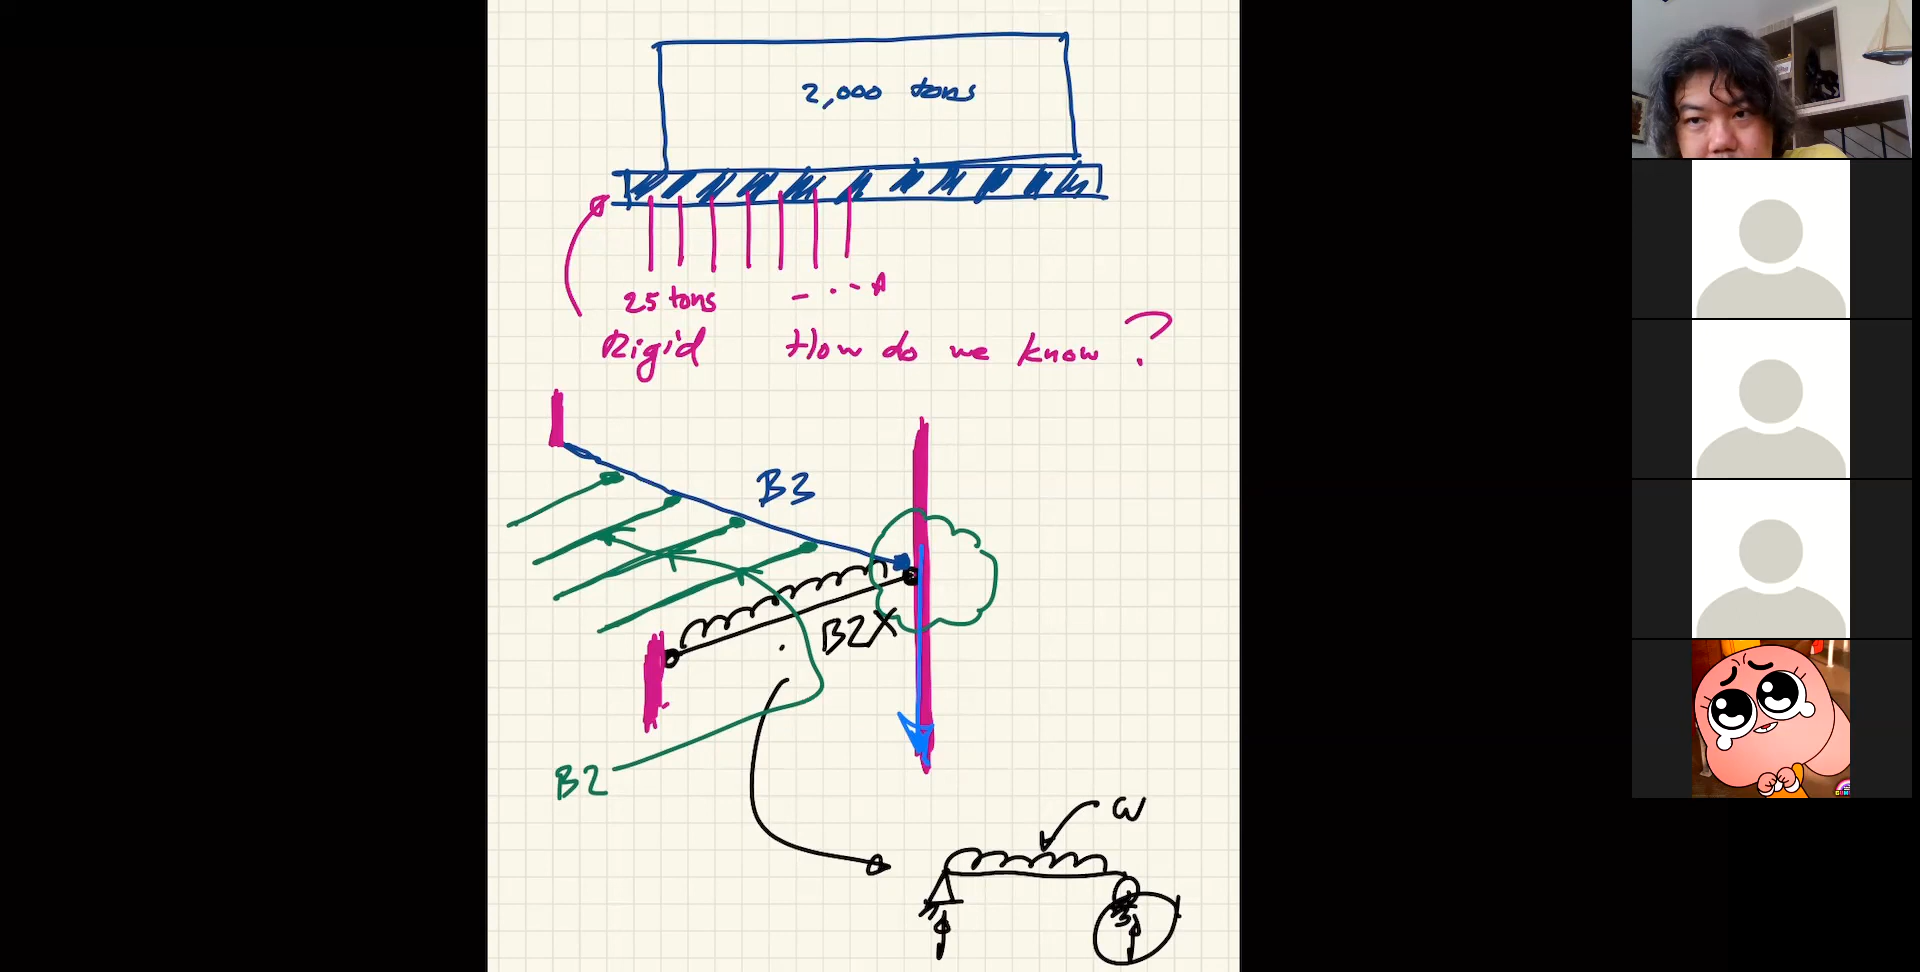 2,000 tons
25 tons
Rigid How do we know ?
B3
B2X
B2
W